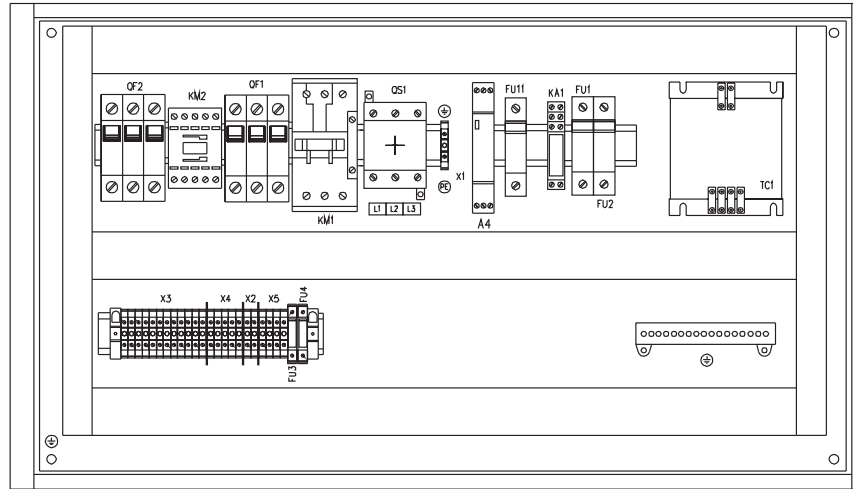 QF2 KM2 QF1 QS1 FU11 KA1 FU1
PE X1 TC1
L1 L2 L3 FU2
KM1 A4
X3 X4 X2 X5 FU4
FU3